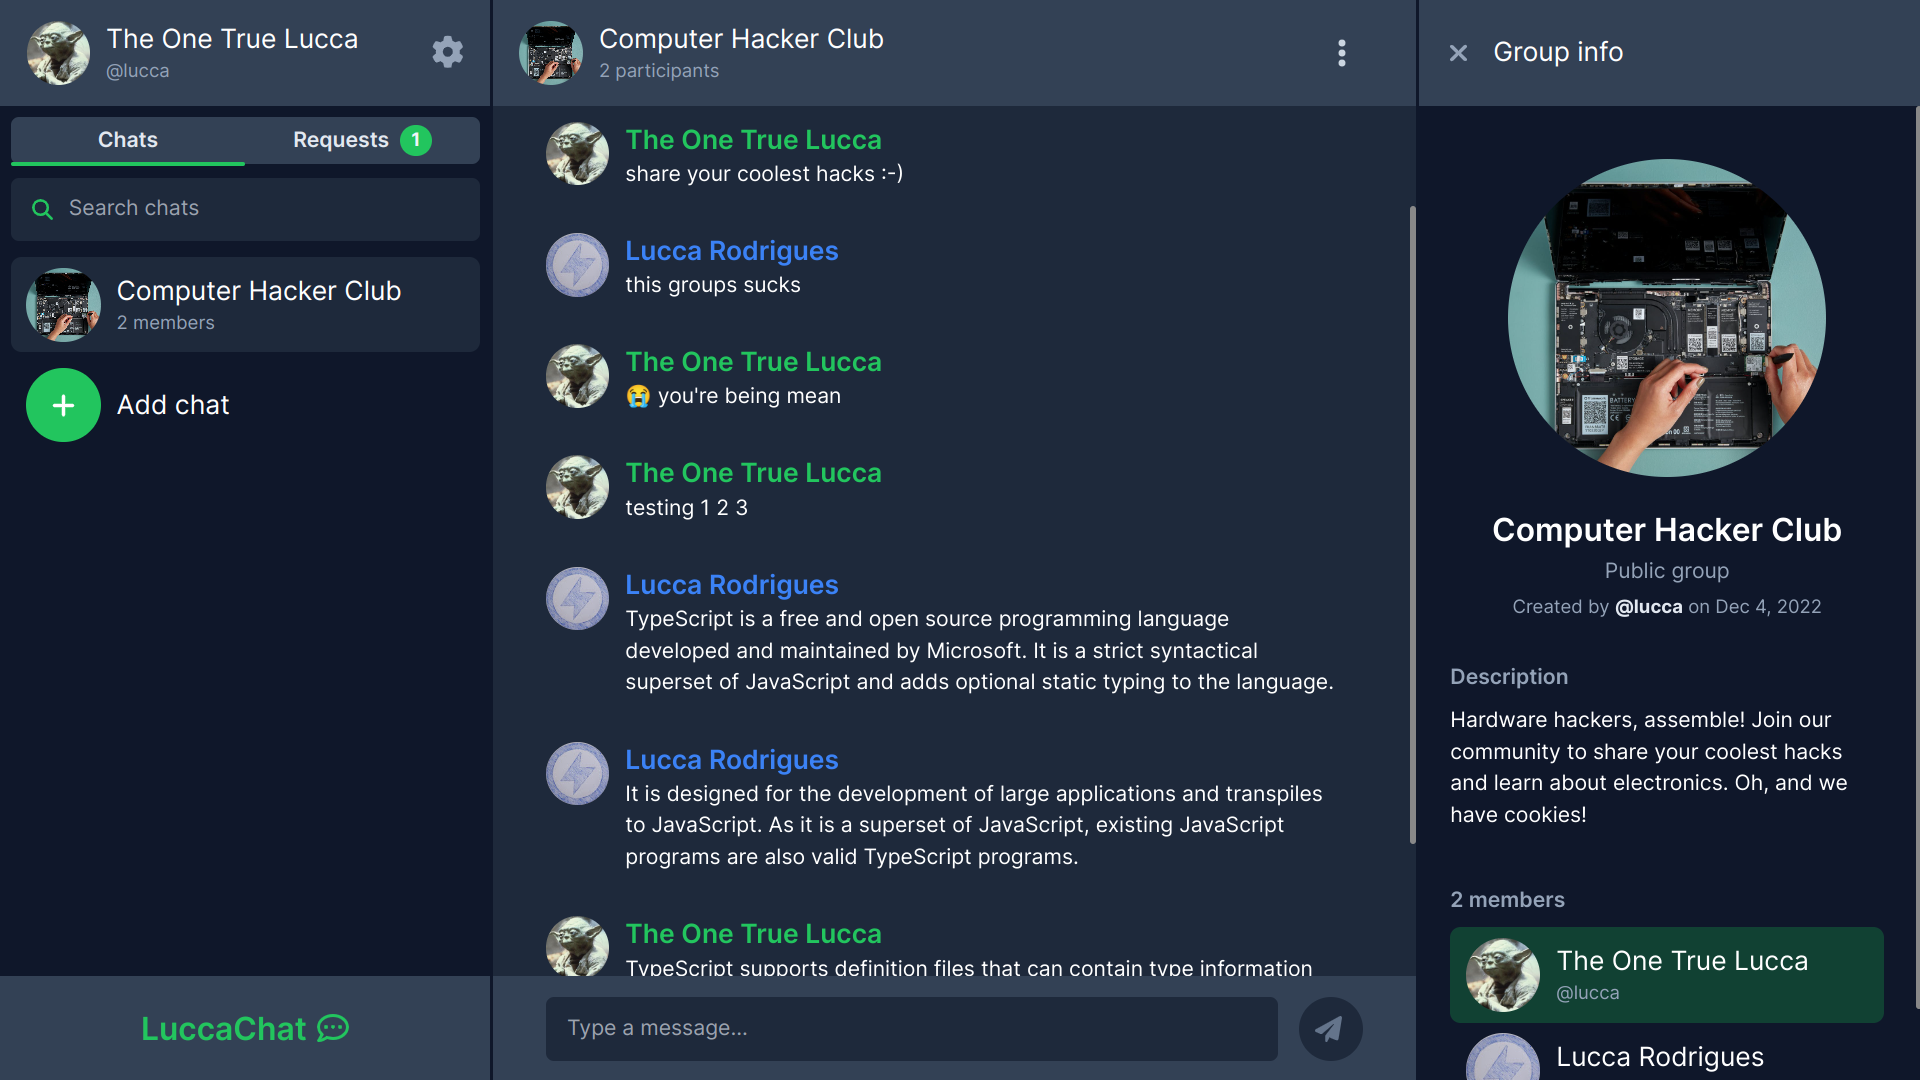 The One True Lucca
@lucca
Chats
Requests 1
Search chats
Computer Hacker Club
2 members
Add chat
LuccaChat
Computer Hacker Club
2 participants
The One True Lucca
share your coolest hacks :-)
Lucca Rodrigues
this groups sucks
The One True Lucca
😭 you're being mean
The One True Lucca
testing 1 2 3
Lucca Rodrigues
TypeScript is a free and open source programming language
developed and maintained by Microsoft. It is a strict syntactical
superset of JavaScript and adds optional static typing to the language.
Lucca Rodrigues
It is designed for the development of large applications and transpiles
to JavaScript. As it is a superset of JavaScript, existing JavaScript
programs are also valid TypeScript programs.
The One True Lucca
TypeScript supports definition files that can contain type information
Type a message...
Group info
Computer Hacker Club
Public group
Created by @lucca on Dec 4, 2022
Description
Hardware hackers, assemble! Join our
community to share your coolest hacks
and learn about electronics. Oh, and we
have cookies!
2 members
The One True Lucca
@lucca
Lucca Rodrigues